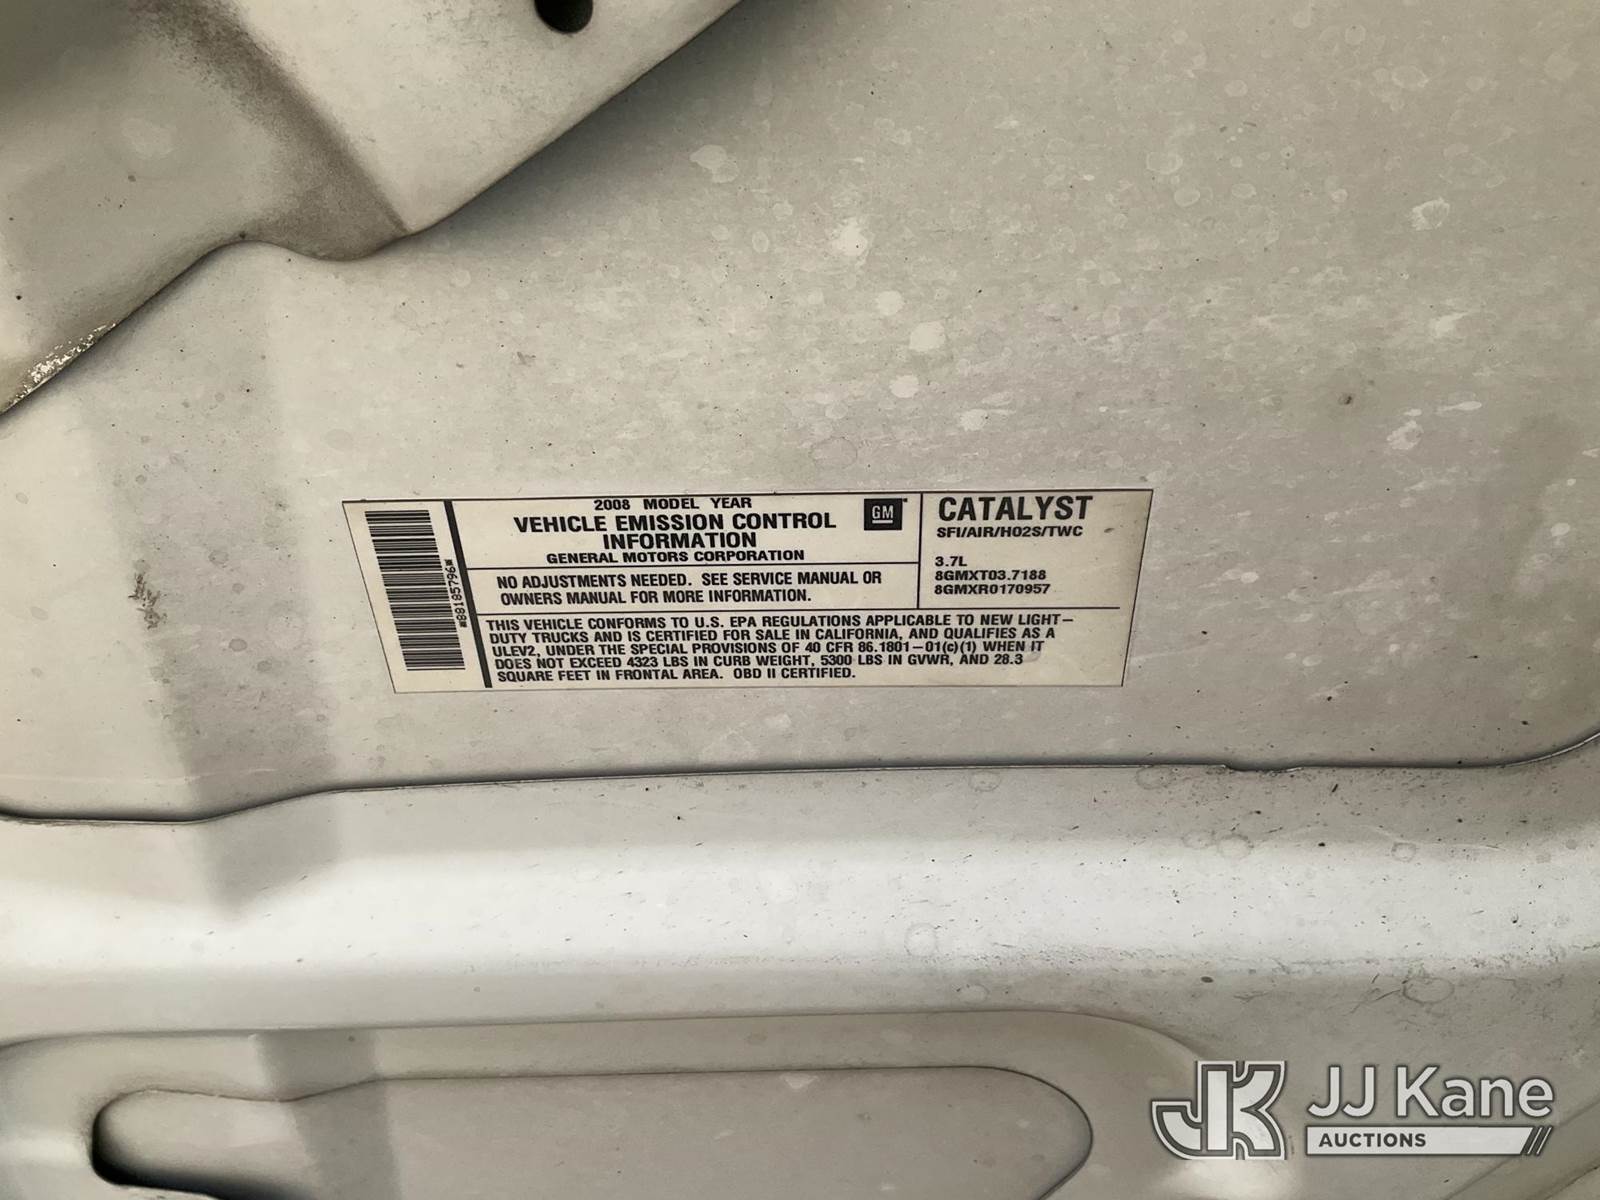 2008 MODEL YEAR
VEHICLE EMISSION CONTROL
INFORMATION
GENERAL MOTORS CORPORATION
GM
NO ADJUSTMENTS NEEDED. SEE SERVICE MANUAL OR
OWNERS MANUAL FOR MORE INFORMATION.
CATALYST
SFI/AIR/HO2S/TWC
3.7L
8GMXT03.7188
8GMXR0170957
THIS VEHICLE CONFORMS TO U.S. EPA REGULATIONS APPLICABLE TO NEW LIGHT-
DUTY TRUCKS AND IS CERTIFIED FOR SALE IN CALIFORNIA, AND QUALIFIES AS A
ULEV2, UNDER THE SPECIAL PROVISIONS OF 40 CFR 86.1801-01(c)(1) WHEN IT
DOES NOT EXCEED 4323 LBS IN CURB WEIGHT, 5300 LBS IN GVWR, AND 28.3
SQUARE FEET IN FRONTAL AREA. OBD II CERTIFIED.
*88185796*
JK JJ Kane
AUCTIONS